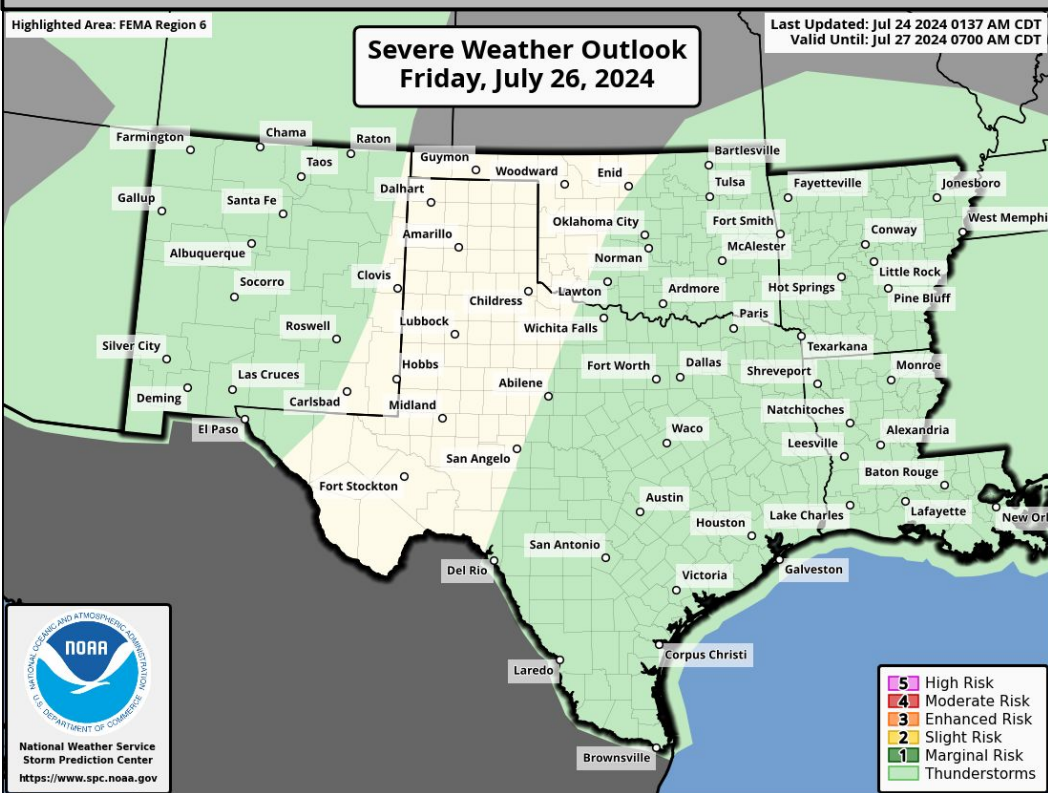 Highlighted Area: FEMA Region 6
Severe Weather Outlook
Friday, July 26, 2024
Last Updated: Jul 24 2024 0137 AM CDT
Valid Until: Jul 27 2024 0700 AM CDT
Farmington
Chama
Raton
Taos
Gallup
Santa Fe
Albuquerque
Socorro
Clovis
Roswell
Silver City
Las Cruces
Deming
Carlsbad
Hobbs
El Paso
Guymon
Woodward
Enid
Bartlesville
Tulsa
Dalhart
Amarillo
Oklahoma City
Norman
McAlester
Childress
Lawton
Ardmore
Lubbock
Wichita Falls
Paris
Fayetteville
Jonesboro
Fort Smith
Conway
West Memphi
Little Rock
Hot Springs
Pine Bluff
Texarkana
Midland
Abilene
Fort Worth
Dallas
Shreveport
Monroe
Natchitoches
Alexandria
Leesville
Waco
San Angelo
Fort Stockton
Baton Rouge
Austin
Houston
Lake Charles
Lafayette
New Orl
Del Rio
San Antonio
Galveston
Victoria
Laredo
Corpus Christi
Brownsville
NATIONAL OCEANIC AND ATMOSPHERIC ADMINISTRATION
NOAA
U.S. DEPARTMENT OF COMMERCE
National Weather Service
Storm Prediction Center
https://www.spc.noaa.gov
5 High Risk
4 Moderate Risk
3 Enhanced Risk
2 Slight Risk
1 Marginal Risk
Thunderstorms